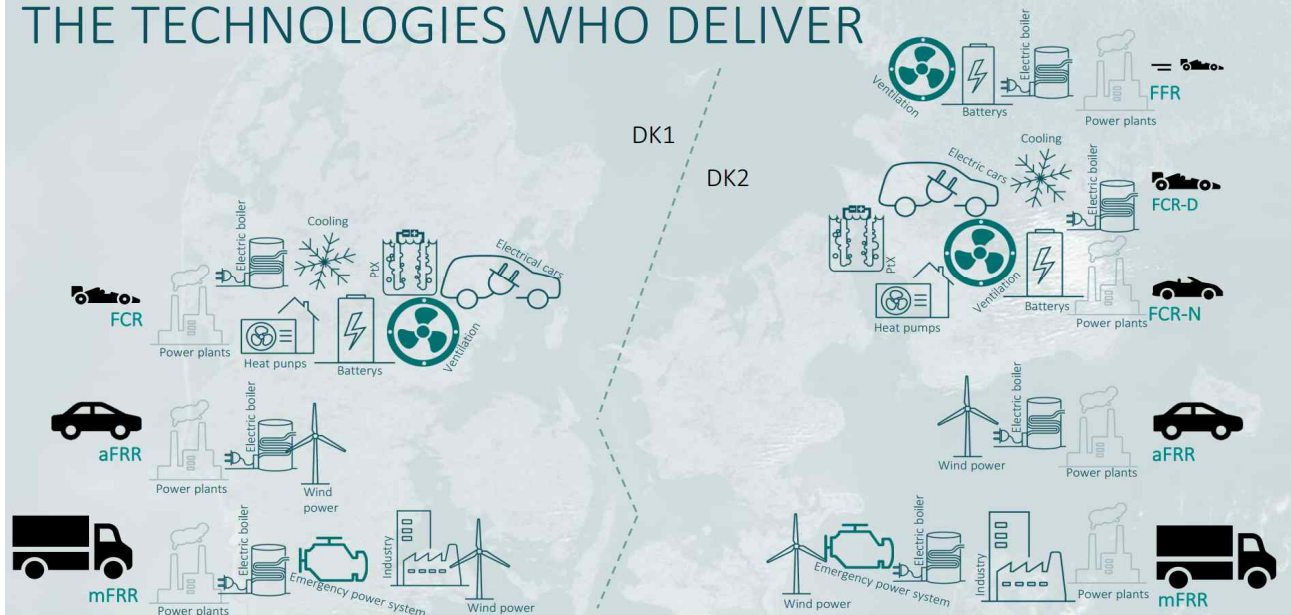 THE TECHNOLOGIES WHO DELIVER
DK1
DK2
Electric boiler
Cooling
PtX
Electrical cars
FCR
Power plants
Heat punps
Batterys
Ventilation
aFRR
Power plants
Electric boiler
Wind
power
mFRR
Power plants
Electric boiler
Emergency power system
Industry
Wind power
Ventilation
Batterys
Electric boiler
Power plants
FFR
Electric cars
Cooling
Electric boiler
FCR-D
PtX
Heat pumps
Ventilation
Batterys
Power plants
FCR-N
Wind power
Electric boiler
Power plants
aFRR
Wind power
Emergency power system
Electric boiler
Industry
Power plants
mFRR